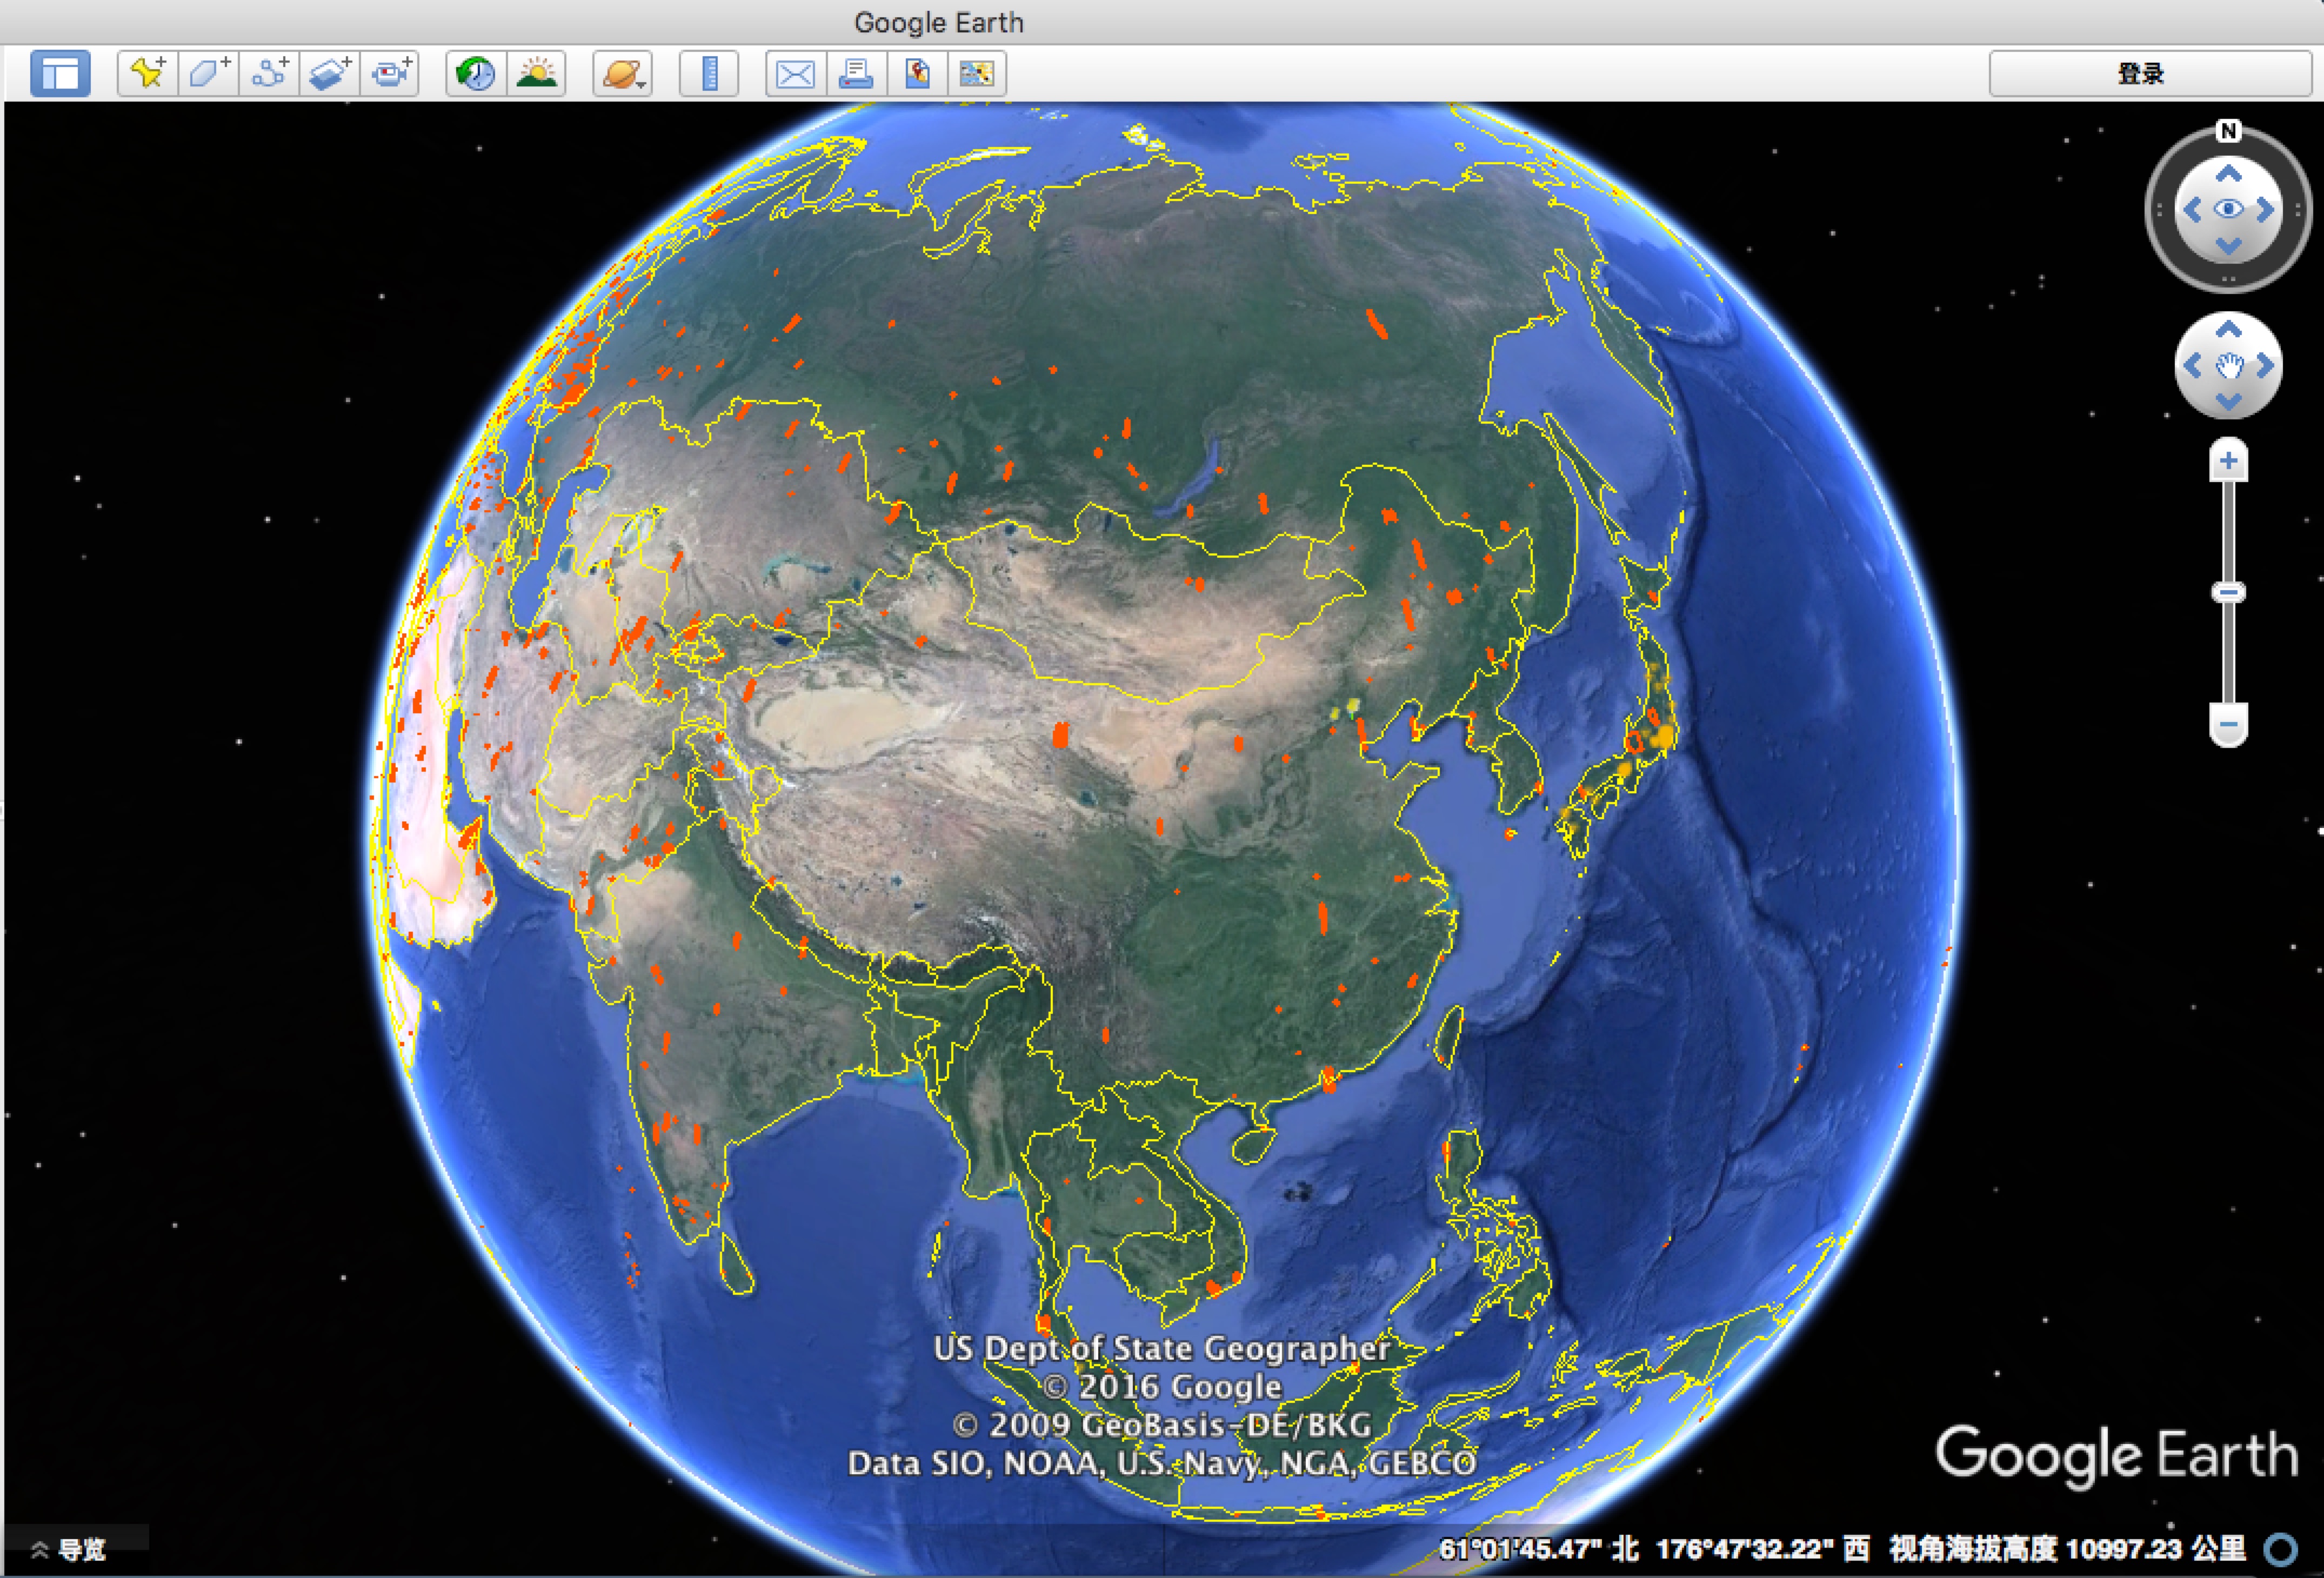 Google Earth
登录
N
US Dept of State Geographer
© 2016 Google
© 2009 GeoBasis-DE/BKG
Data SIO, NOAA, U.S. Navy, NGA, GEBCO
Google Earth
导览
61°01'45.47" 北 176°47'32.22" 西 视角海拔高度 10997.23 公里